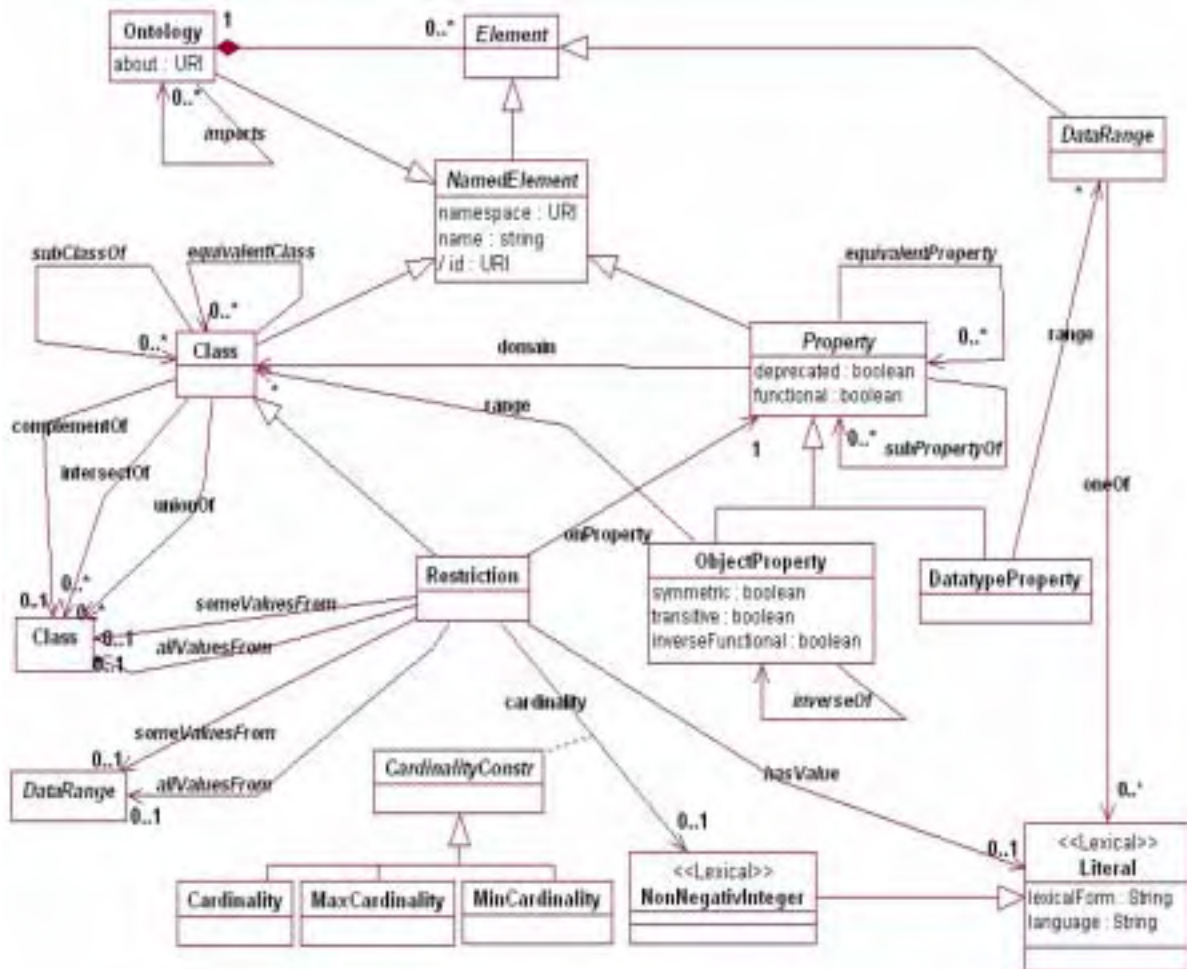 Ontology
about : URI
1
0..*
Element
0..*
imports
DataRange
*
NamedElement
namespace : URI
name : string
/ id : URI
subClassOf
equivalentClass
0..*
0..*
Class
equivalentProperty
0..*
Property
deprecated : boolean
functional : boolean
domain
range
*
range
complementOf
intersectOf
unionOf
1
0..*
subPropertyOf
oneOf
onProperty
Restriction
ObjectProperty
symmetric : boolean
transitive : boolean
inverseFunctional : boolean
DatatypeProperty
0..1
0..*
0..*
Class
someValuesFrom
0..1
allValuesFrom
0..1
inverseOf
cardinality
someValuesFrom
0..1
DataRange
allValuesFrom
0..1
CardinalityConstr
hasValue
0..1
0..*
0..1
<<Lexical>>
Literal
lexicalForm : String
language : String
Cardinality
MaxCardinality
MinCardinality
<<Lexical>>
NonNegativInteger